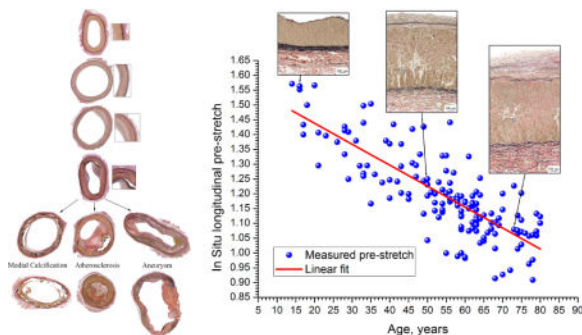 Medial Calcification
Atherosclerosis
Aneurysm
In Situ longitudinal pre-stretch
1.65
1.60
1.55
1.50
1.45
1.40
1.35
1.30
1.25
1.20
1.15
1.10
1.05
1.00
0.95
0.90
0.85
Measured pre-stretch
Linear fit
0 5 10 15 20 25 30 35 40 45 50 55 60 65 70 75 80 85 90
Age, years